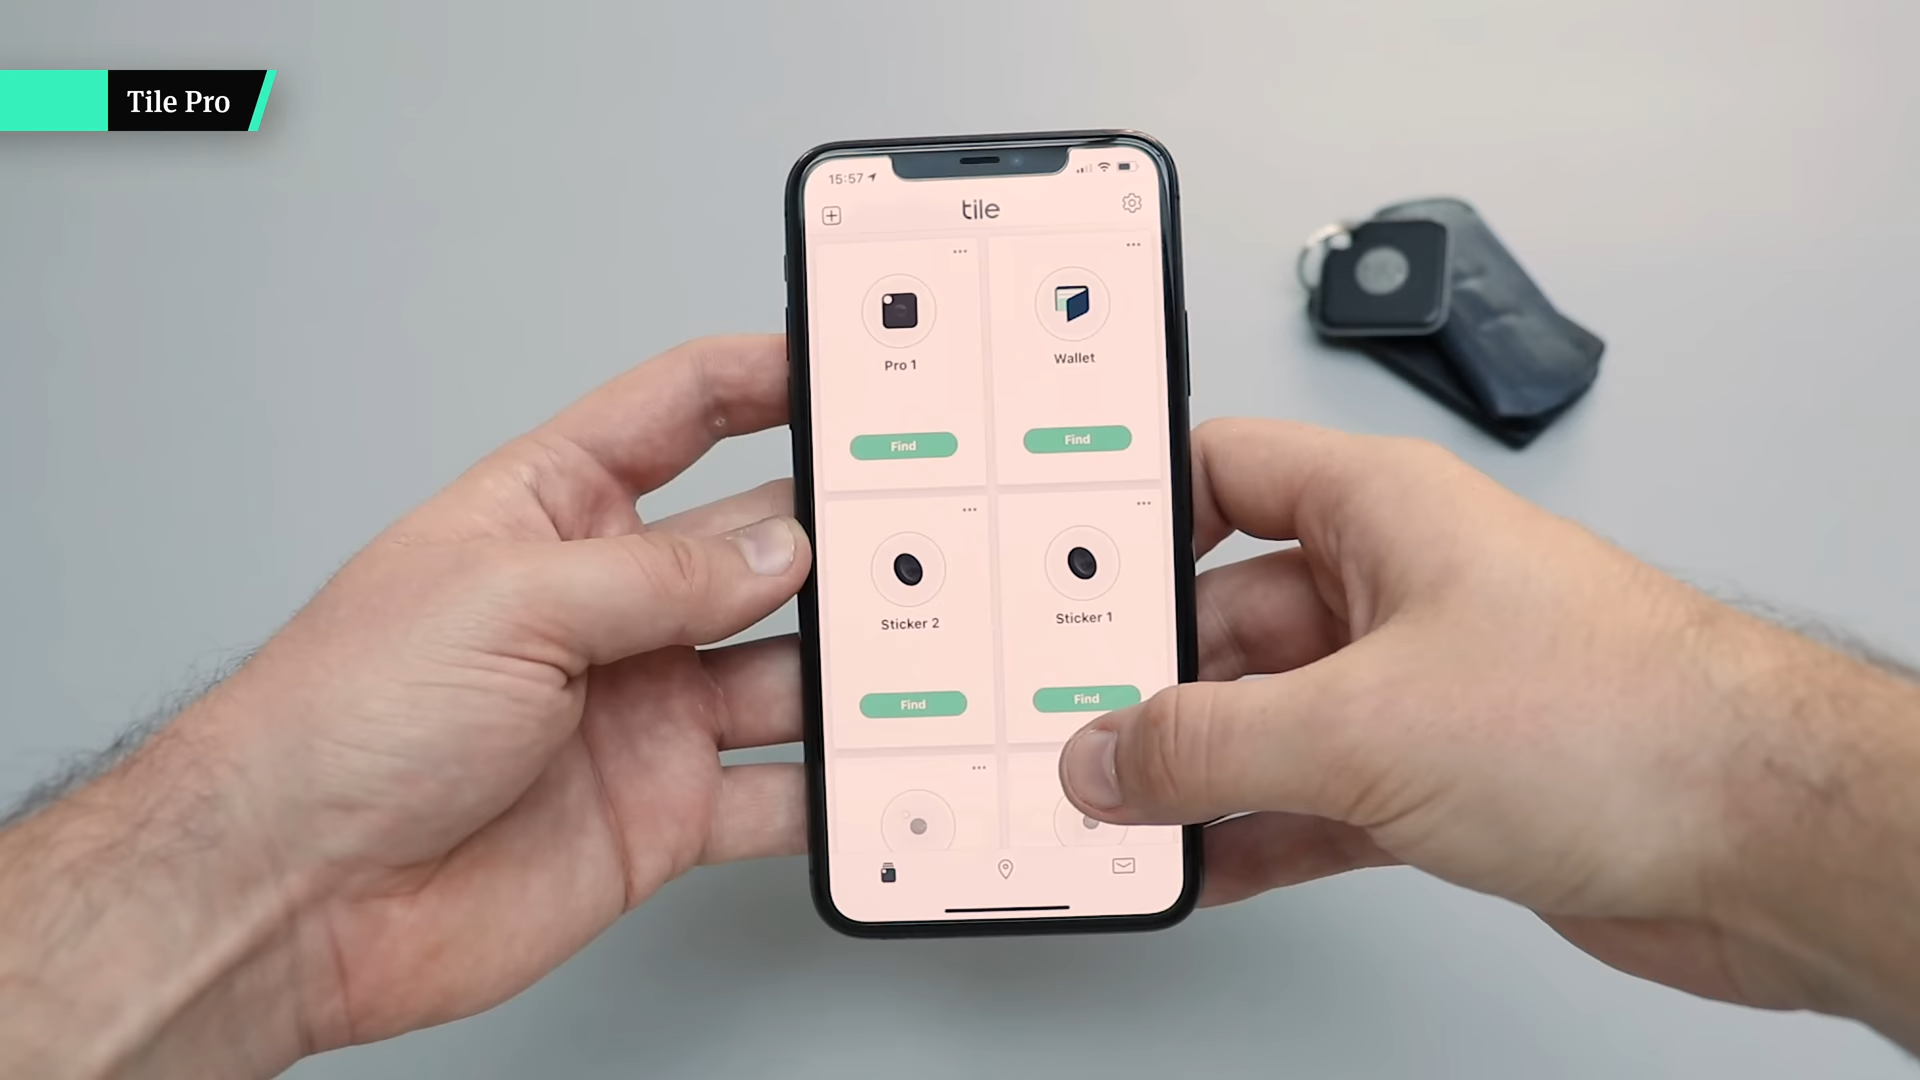 Tile Pro
15:57
tile
Pro 1
Wallet
Find
Find
Sticker 2
Sticker 1
Find
Find